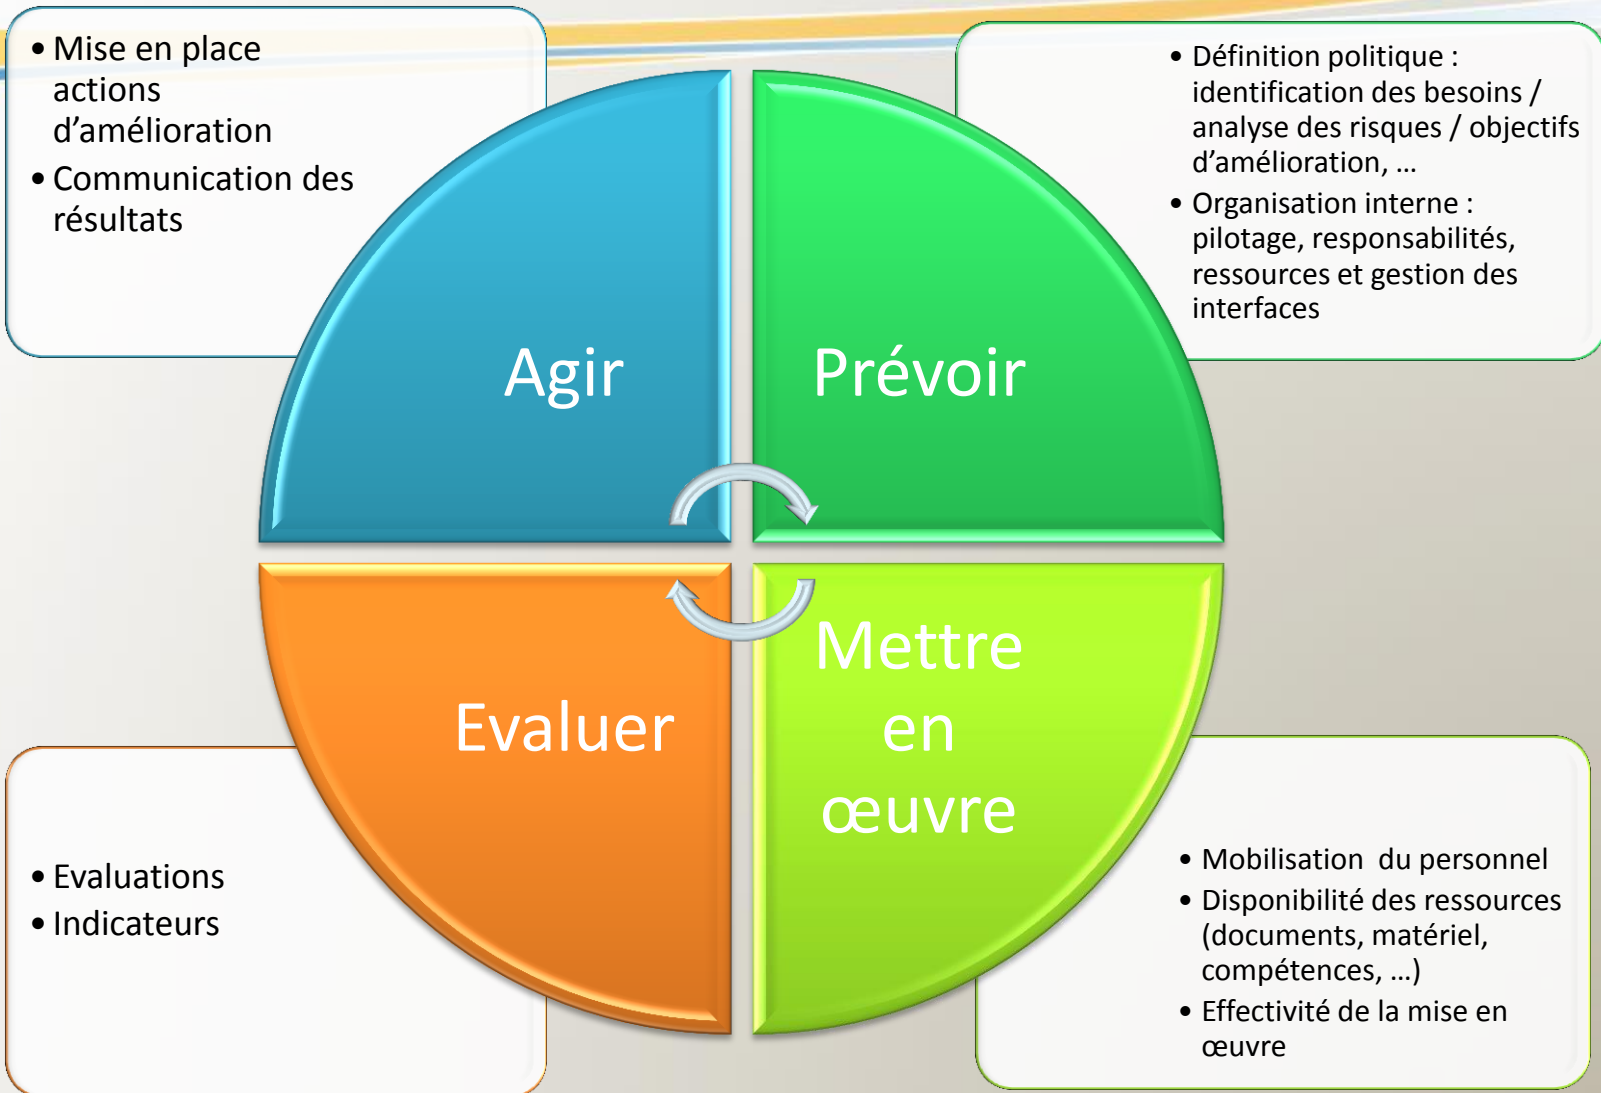 • Mise en place
actions
d’amélioration
• Communication des
résultats
• Définition politique :
identification des besoins /
analyse des risques / objectifs
d’amélioration, …
• Organisation interne :
pilotage, responsabilités,
ressources et gestion des
interfaces
Agir
Prévoir
Evaluer
Mettre
en
œuvre
• Evaluations
• Indicateurs
• Mobilisation  du personnel
• Disponibilité des ressources
(documents, matériel,
compétences, …)
• Effectivité de la mise en
œuvre